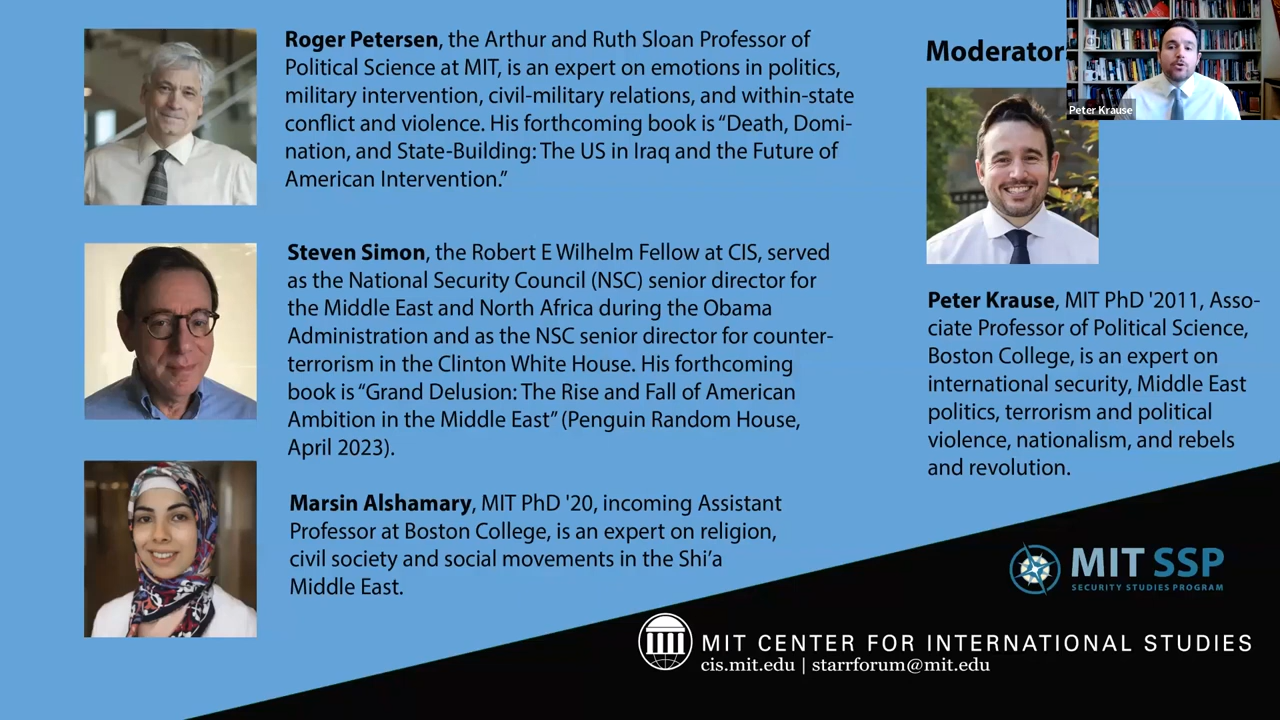 Roger Petersen, the Arthur and Ruth Sloan Professor of
Political Science at MIT, is an expert on emotions in politics,
military intervention, civil-military relations, and within-state
conflict and violence. His forthcoming book is “Death, Domi-
nation, and State-Building: The US in Iraq and the Future of
American Intervention.”
Steven Simon, the Robert E Wilhelm Fellow at CIS, served
as the National Security Council (NSC) senior director for
the Middle East and North Africa during the Obama
Administration and as the NSC senior director for counter-
terrorism in the Clinton White House. His forthcoming
book is “Grand Delusion: The Rise and Fall of American
Ambition in the Middle East” (Penguin Random House,
April 2023).
Marsin Alshamary, MIT PhD '20, incoming Assistant
Professor at Boston College, is an expert on religion,
civil society and social movements in the Shi’a
Middle East.
Moderator
Peter Krause
Peter Krause, MIT PhD '2011, Asso-
ciate Professor of Political Science,
Boston College, is an expert on
international security, Middle East
politics, terrorism and political
violence, nationalism, and rebels
and revolution.
MIT SSP
SECURITY STUDIES PROGRAM
MIT CENTER FOR INTERNATIONAL STUDIES
cis.mit.edu | starrforum@mit.edu